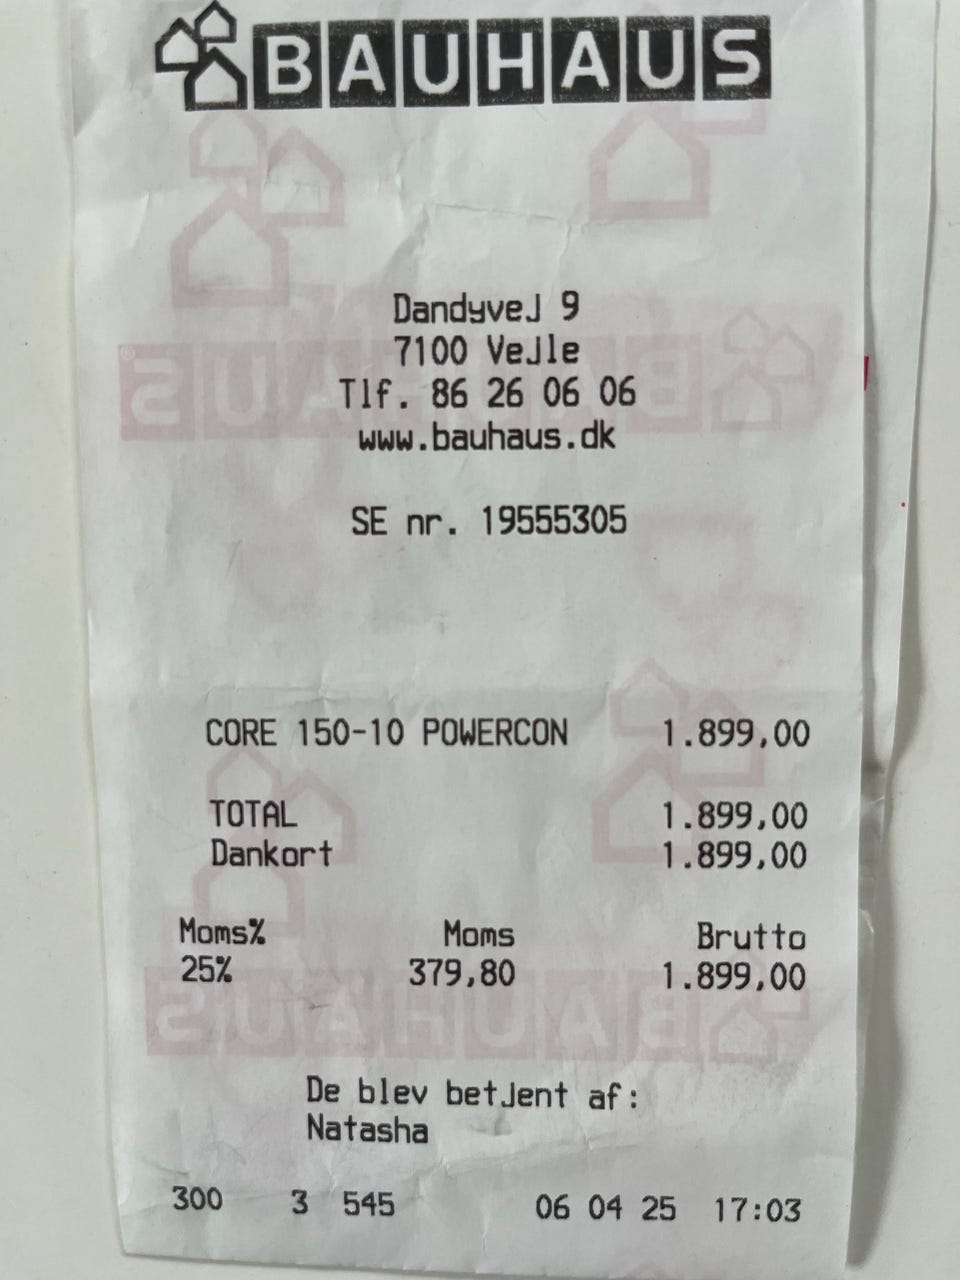 BAUHAUS
Dandyvej 9
7100 Vejle
Tlf. 86 26 06 06
www.bauhaus.dk
SE nr. 19555305
CORE 150-10 POWERCON 1.899,00
TOTAL 1.899,00
Dankort 1.899,00
Moms% Moms Brutto
25% 379,80 1.899,00
De blev betjent af:
Natasha
300 3 545 06 04 25 17:03